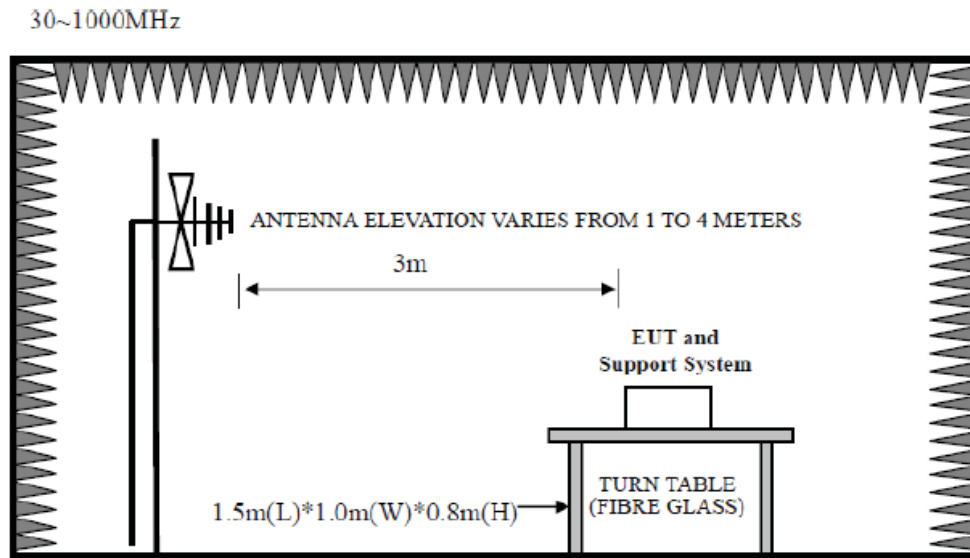 30~1000MHz
ANTENNA ELEVATION VARIES FROM 1 TO 4 METERS
3m
EUT and
Support System
TURN TABLE
(FIBRE GLASS)
1.5m(L)*1.0m(W)*0.8m(H)